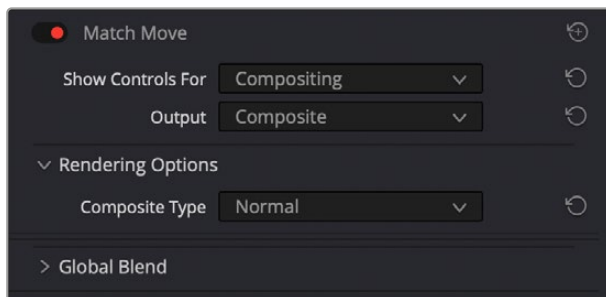 Match Move
Show Controls For Compositing
Output Composite
Rendering Options
Composite Type Normal
Global Blend